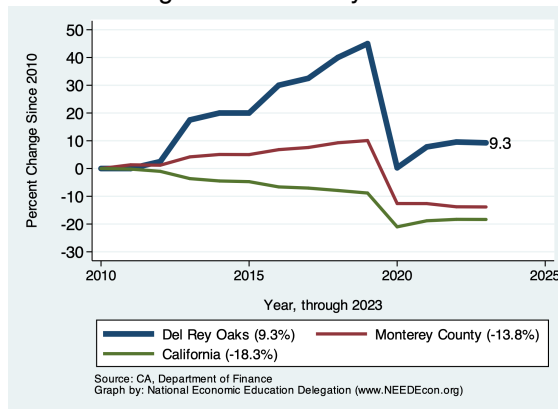 Percent Change Since 2010
50
40
30
20
10
0
-10
-20
-30
9.3
2010 2015 2020 2025
Year, through 2023
Del Rey Oaks (9.3%) Monterey County (-13.8%)
California (-18.3%)
Source: CA, Department of Finance
Graph by: National Economic Education Delegation (www.NEEDEcon.org)